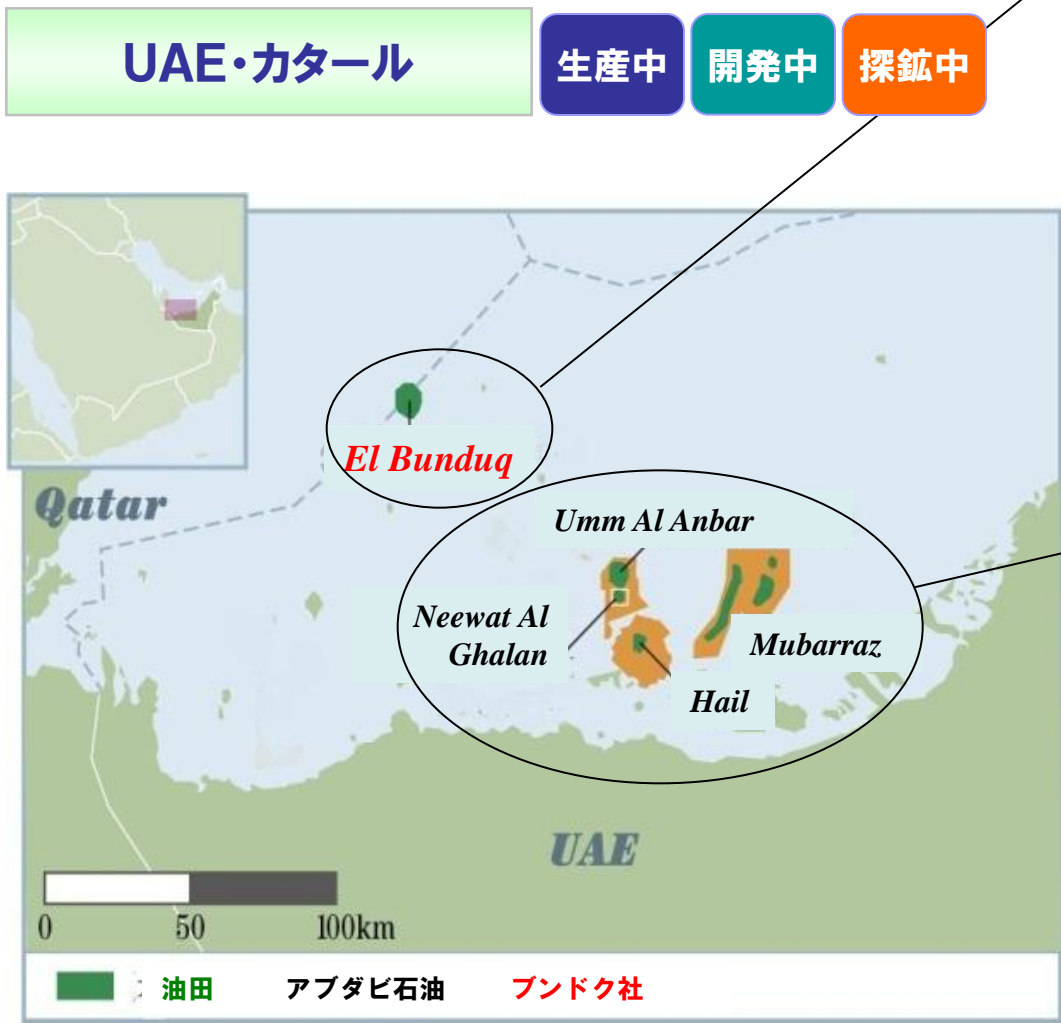 UAE・カタール
生産中
開発中
探鉱中
El Bunduq
Qatar
Umm Al Anbar
Neewat Al
Ghalan
Mubarraz
Hail
UAE
0 50 100km
油田 アブダビ石油 ブンドク社